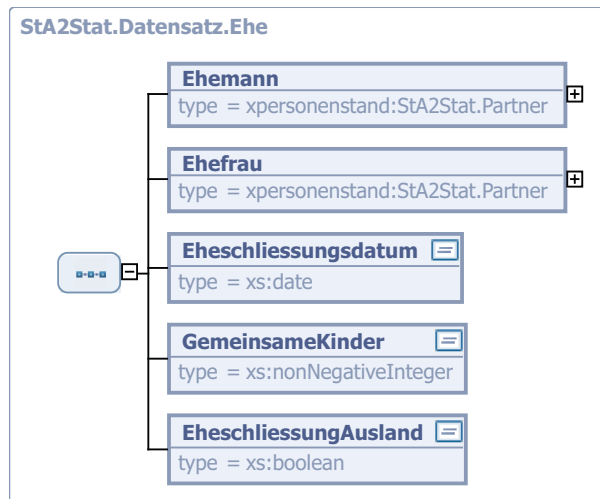 StA2Stat.Datensatz.Ehe
Ehemann
type = xpersonenstand:StA2Stat.Partner
Ehefrau
type = xpersonenstand:StA2Stat.Partner
Eheschliessungsdatum
type = xs:date
GemeinsameKinder
type = xs:nonNegativeInteger
EheschliessungAusland
type = xs:boolean